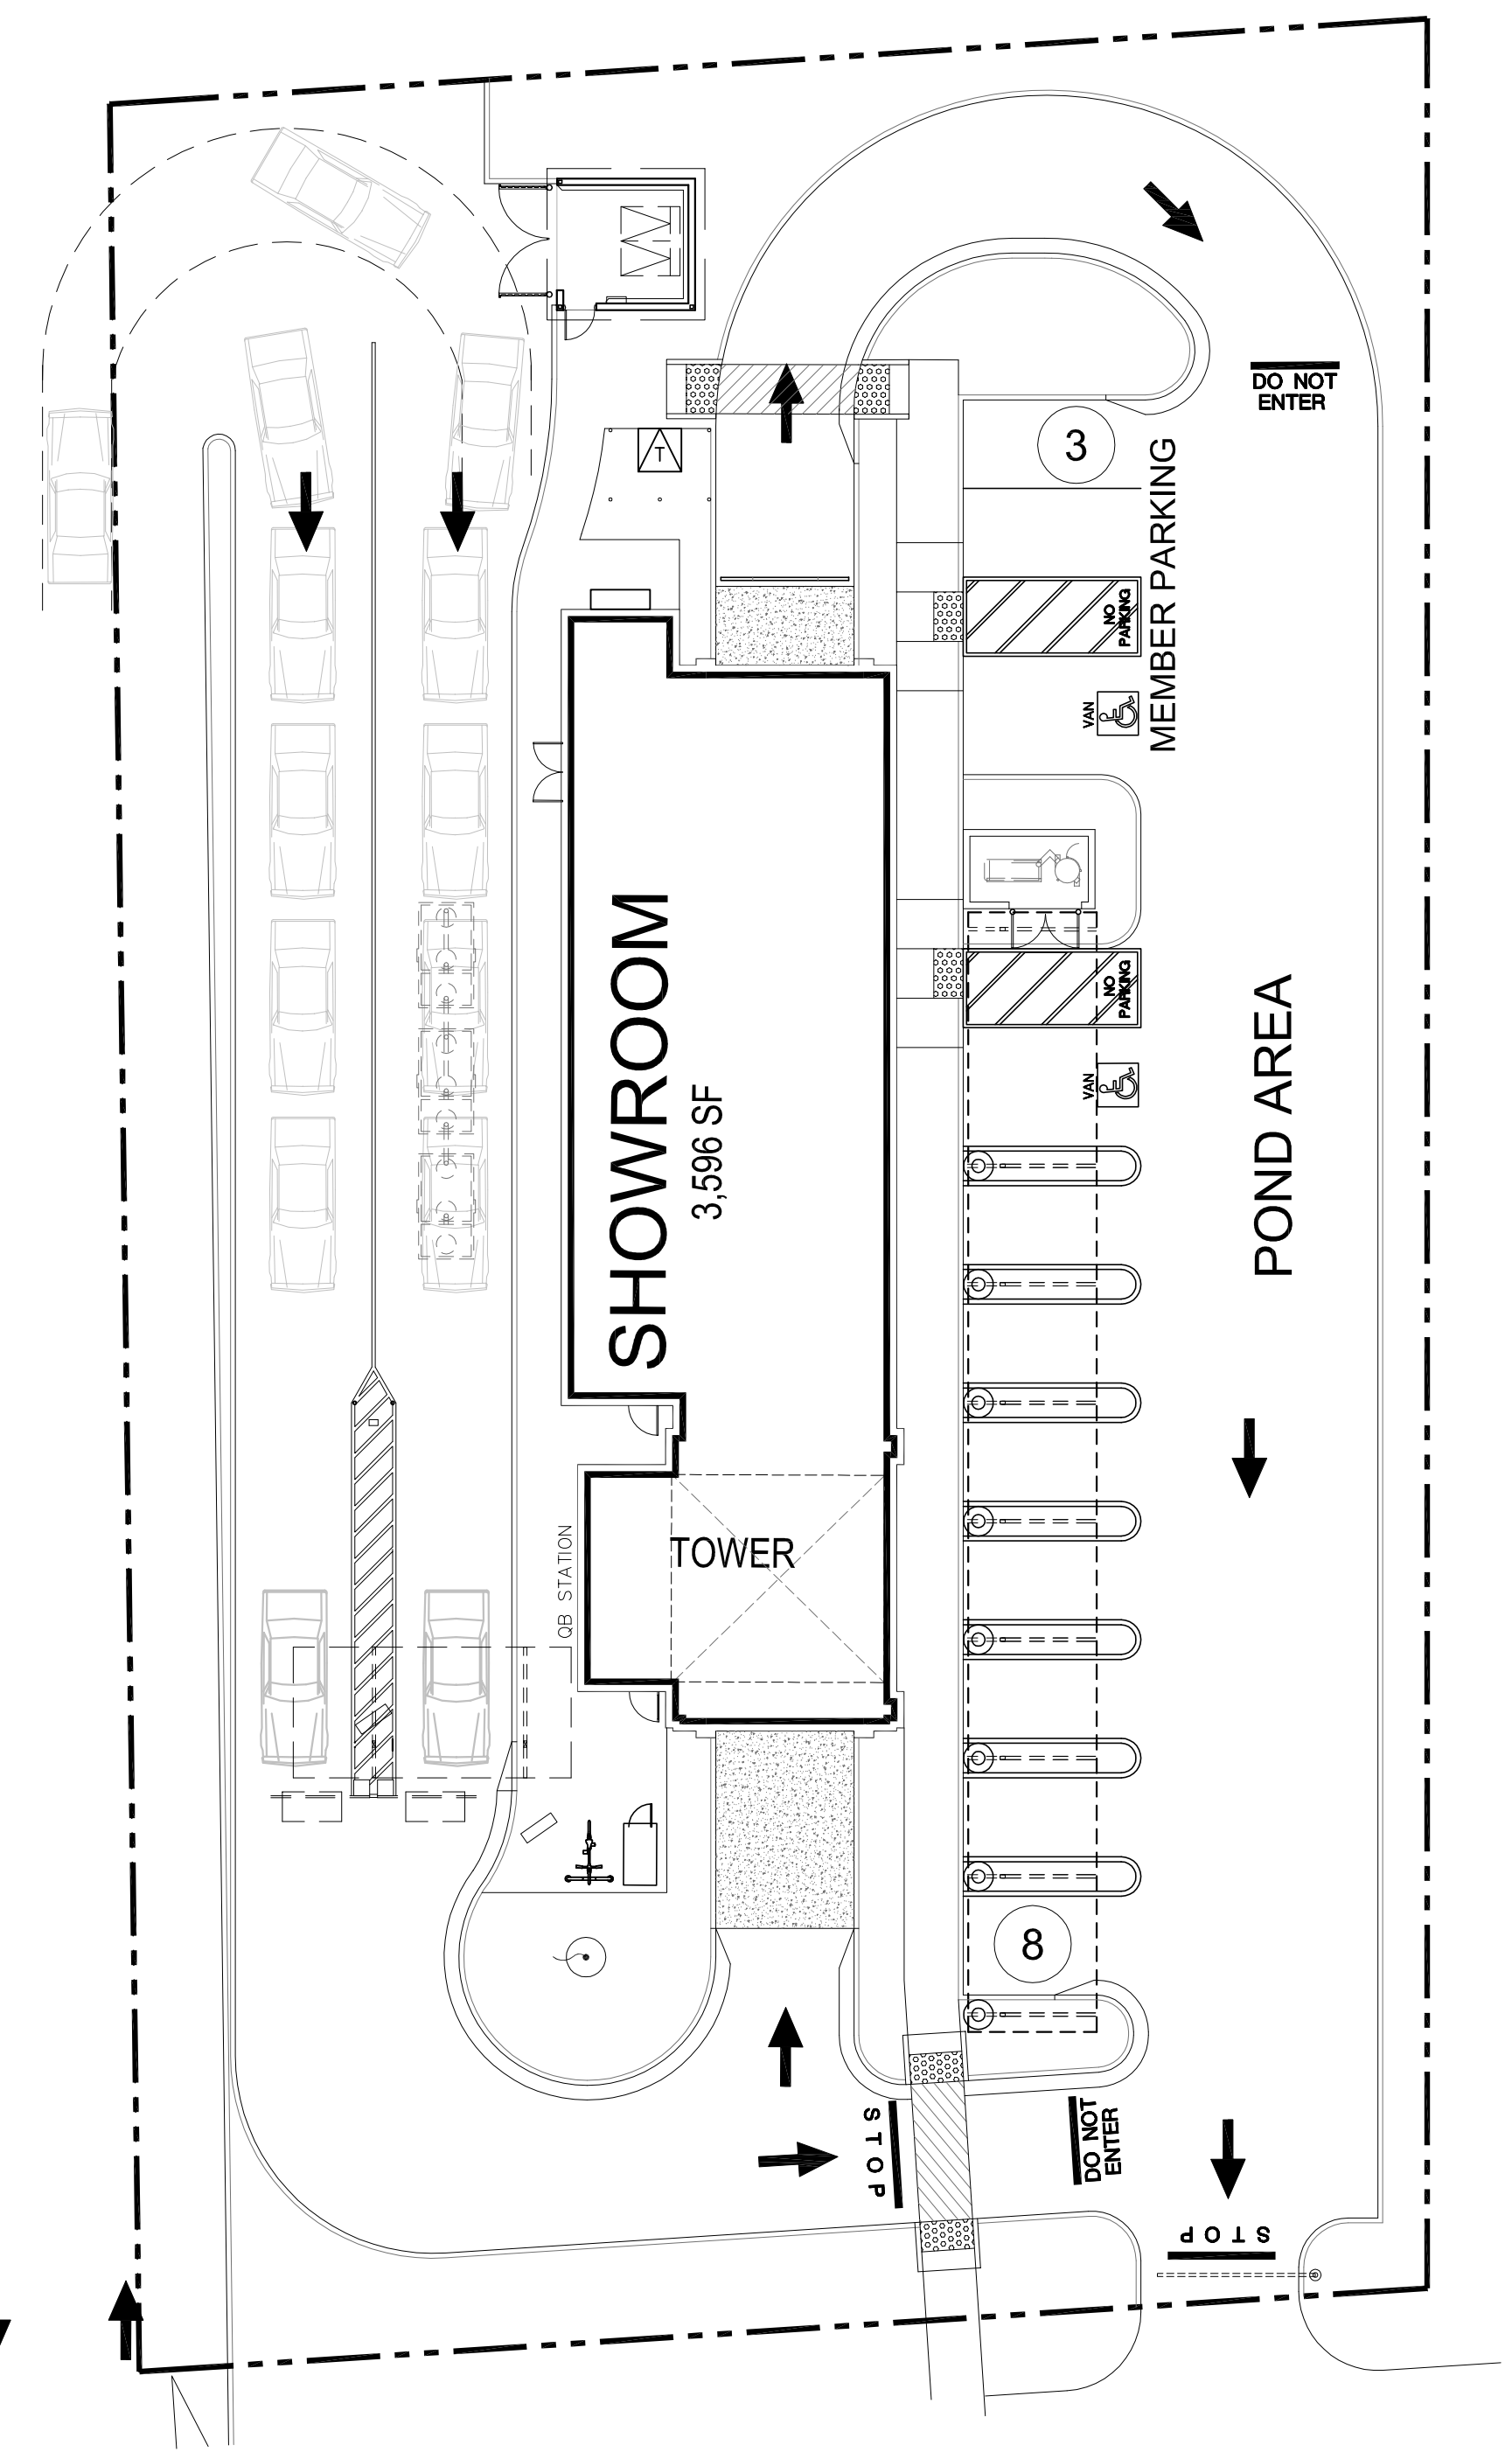 DO NOT
ENTER
3
MEMBER PARKING
T
NO
PARKING
VAN
SHOWROOM
3,596 SF
NO
PARKING
VAN
POND AREA
TOWER
QB STATION
8
STOP
DO NOT
ENTER
STOP